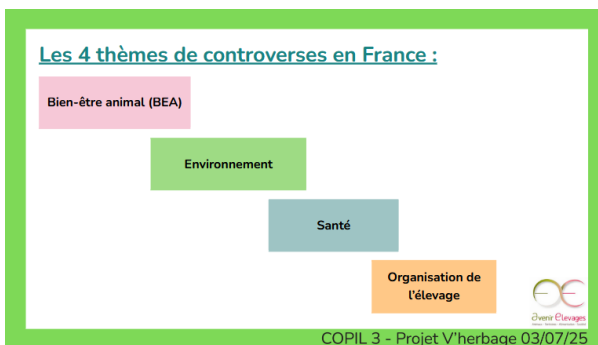 Les 4 thèmes de controverses en France :
Bien-être animal (BEA)
Environnement
Santé
Organisation de
l'élevage
Avenir Elevages
COPIL 3 - Projet V'herbage 03/07/25